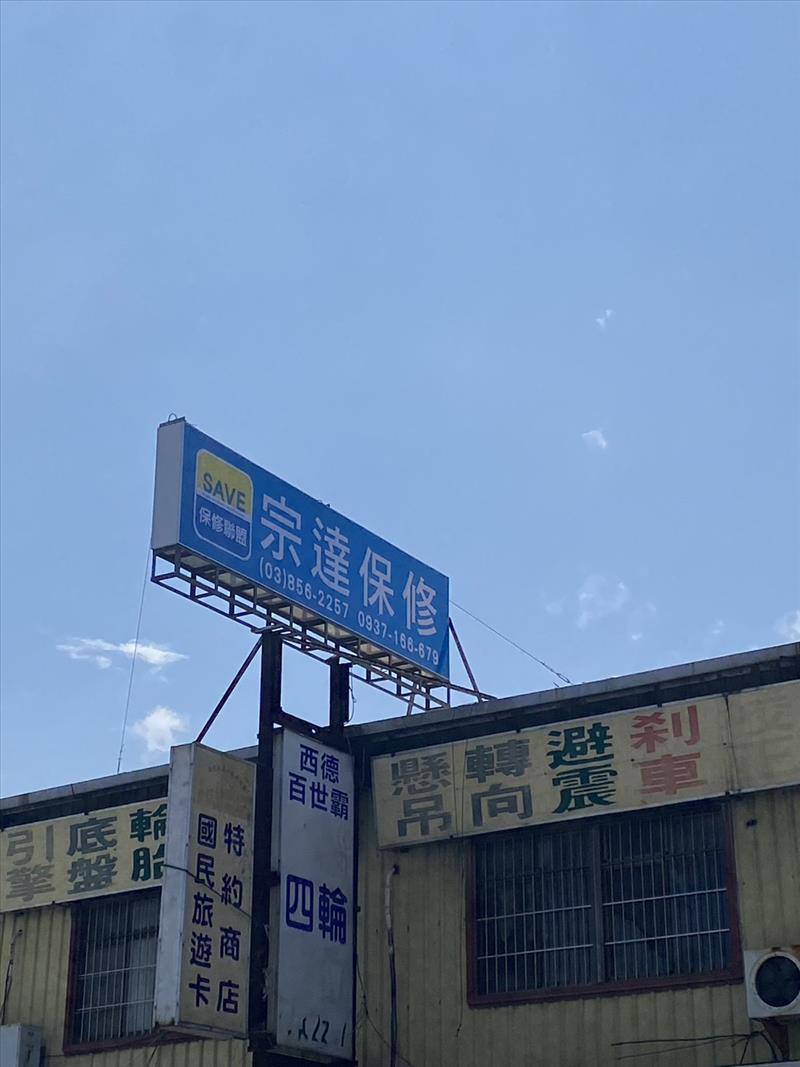 SAVE
保修聯盟
宗達保修
(03)856-2257 0937-166-679
西德
百世霸
四輪
特約商店
國民旅遊卡
引擎
底盤
輪胎
懸吊
轉向
避震
剎車